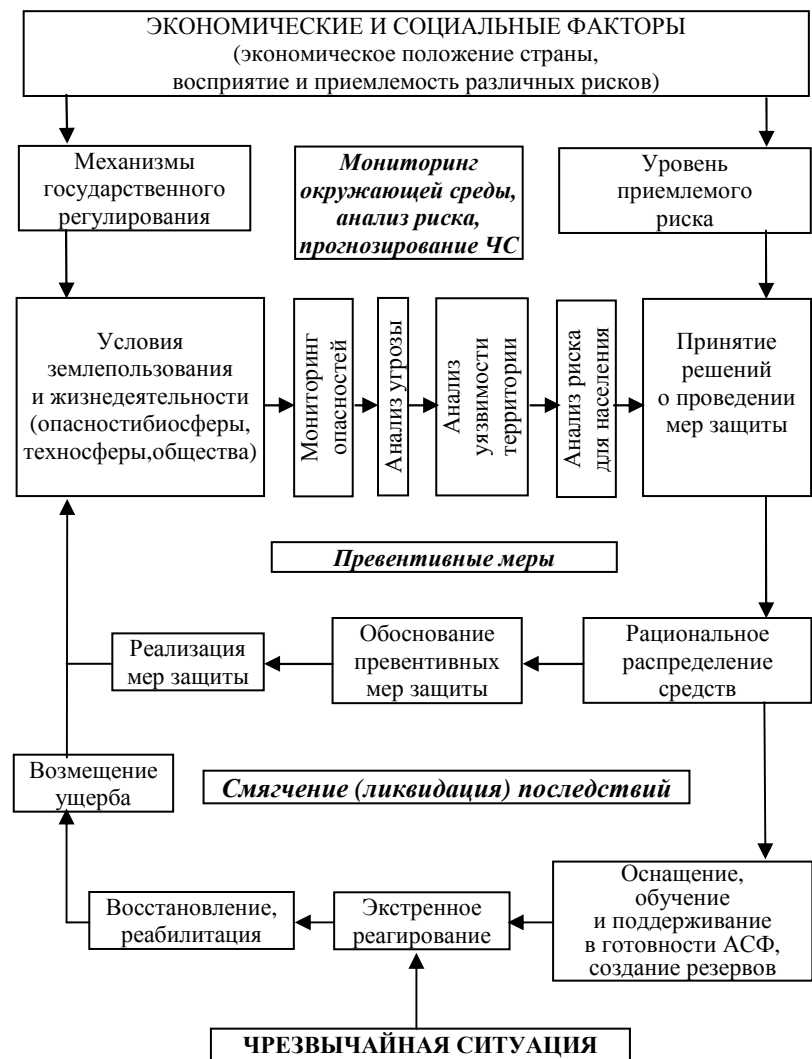 ЭКОНОМИЧЕСКИЕ И СОЦИАЛЬНЫЕ ФАКТОРЫ
(экономическое положение страны,
восприятие и приемлемость различных рисков)
Механизмы
государственного
регулирования
Мониторинг
окружающей среды,
анализ риска,
прогнозирование ЧС
Уровень
приемлемого
риска
Условия
землепользования
и жизнедеятельности
(опасностибиосферы,
техносферы,общества)
Мониторинг
опасностей
Анализ угрозы
Анализ
уязвимости
территории
Анализ риска
для населения
Принятие
решений
о проведении
мер защиты
Превентивные меры
Реализация
мер защиты
Обоснование
превентивных
мер защиты
Рациональное
распределение
средств
Возмещение
ущерба
Смягчение (ликвидация) последствий
Восстановление,
реабилитация
Экстренное
реагирование
Оснащение,
обучение
и поддерживание
в готовности АСФ,
создание резервов
ЧРЕЗВЫЧАЙНАЯ СИТУАЦИЯ